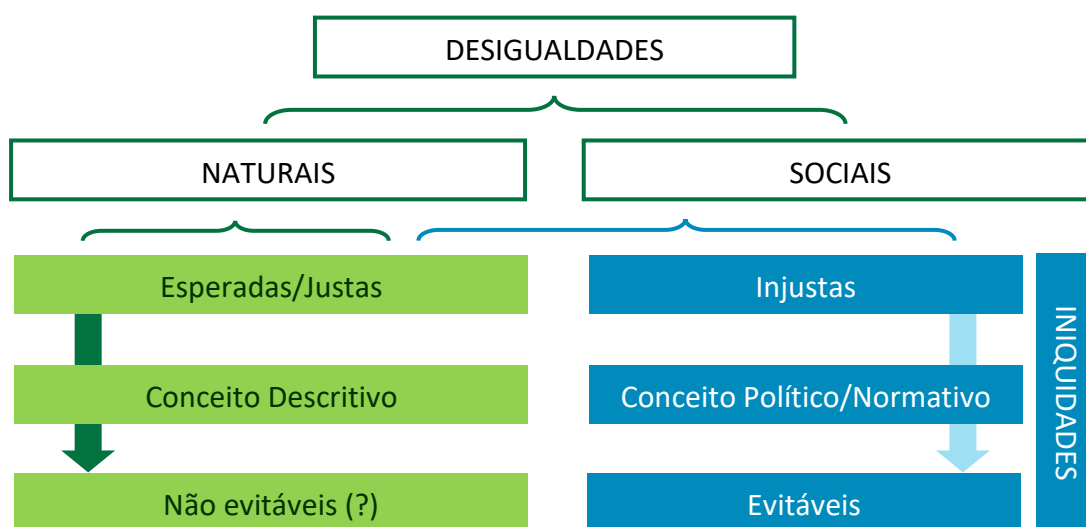 DESIGUALDADES
NATURAIS
SOCIAIS
Esperadas/Justas
Injustas
Conceito Descritivo
Conceito Político/Normativo
Não evitáveis (?)
Evitáveis
INIQUIDADES